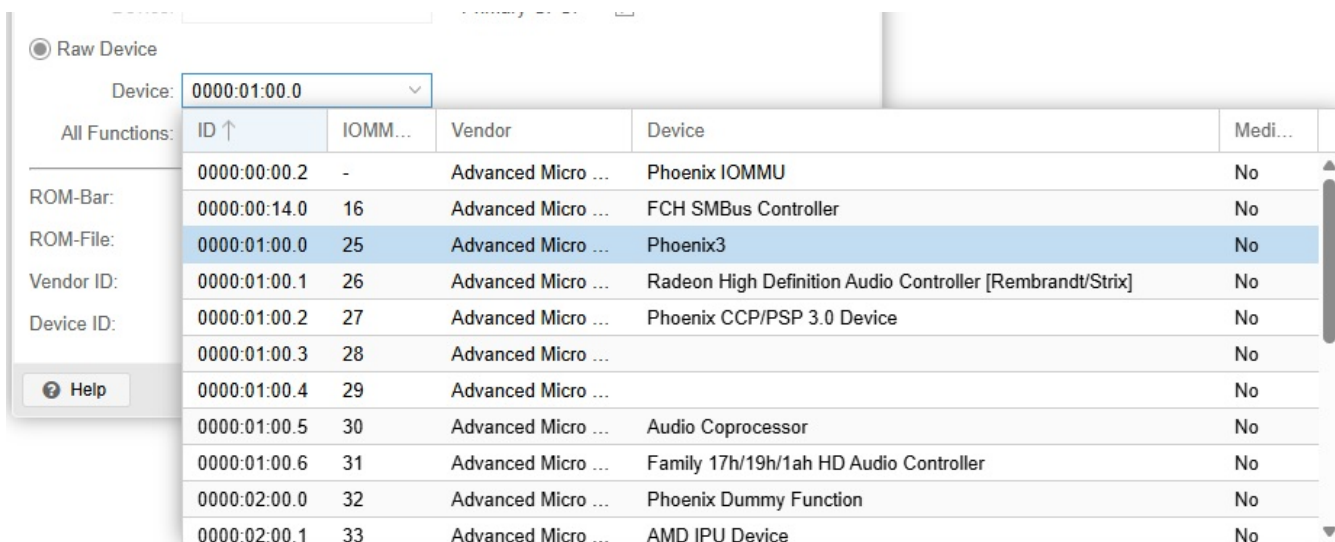 Raw Device
Device: 0000:01:00.0
All Functions:
ID ↑ IOMM... Vendor Device Medi...
0000:00:00.2 - Advanced Micro ... Phoenix IOMMU No
0000:00:14.0 16 Advanced Micro ... FCH SMBus Controller No
ROM-Bar:
ROM-File:
0000:01:00.0 25 Advanced Micro ... Phoenix3 No
Vendor ID:
0000:01:00.1 26 Advanced Micro ... Radeon High Definition Audio Controller [Rembrandt/Strix] No
Device ID:
0000:01:00.2 27 Advanced Micro ... Phoenix CCP/PSP 3.0 Device No
0000:01:00.3 28 Advanced Micro ... No
Help
0000:01:00.4 29 Advanced Micro ... No
0000:01:00.5 30 Advanced Micro ... Audio Coprocessor No
0000:01:00.6 31 Advanced Micro ... Family 17h/19h/1ah HD Audio Controller No
0000:02:00.0 32 Advanced Micro ... Phoenix Dummy Function No
0000:02:00.1 33 Advanced Micro ... AMD IPU Device No